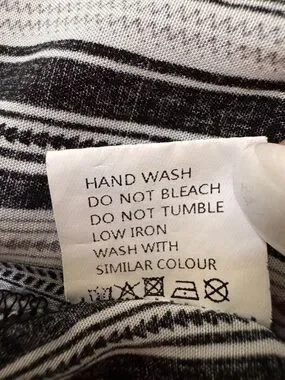 HAND WASH
DO NOT BLEACH
DO NOT TUMBLE
LOW IRON
WASH WITH
SIMILAR COLOUR